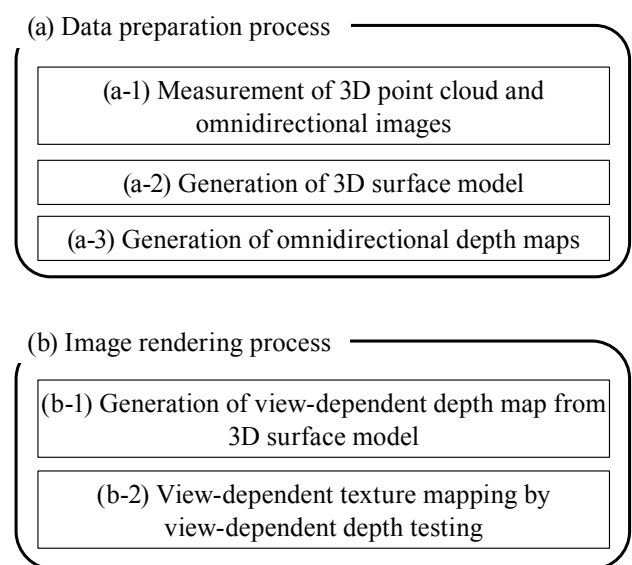 (a) Data preparation process
(a-1) Measurement of 3D point cloud and
omnidirectional images
(a-2) Generation of 3D surface model
(a-3) Generation of omnidirectional depth maps
(b) Image rendering process
(b-1) Generation of view-dependent depth map from
3D surface model
(b-2) View-dependent texture mapping by
view-dependent depth testing